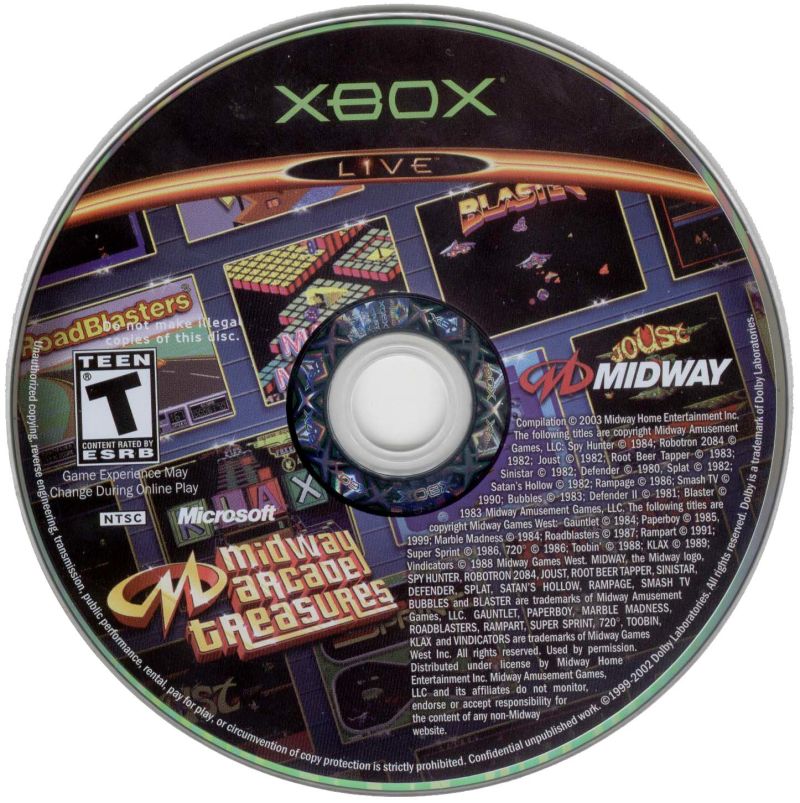 XBOX®
LIVE™
BLASTER
RoadBlasters
Do not make illegal
copies of this disc.
JOUST
TEEN
T
®
CONTENT RATED BY
ESRB
Game Experience May
Change During Online Play
NTSC
Microsoft®
KLAX
midway
arcade
treasures
MIDWAY
Compilation © 2003 Midway Home Entertainment Inc.
The following titles are copyright Midway Amusement
Games, LLC: Spy Hunter © 1984; Robotron 2084 ©
1982; Joust © 1982; Root Beer Tapper © 1983;
Sinistar © 1982; Defender © 1980, Splat © 1982;
Satan's Hollow © 1982; Rampage © 1986; Smash TV ©
1990; Bubbles © 1983; Defender II © 1981; Blaster ©
1983 Midway Amusement Games, LLC. The following titles are
copyright Midway Games West: Gauntlet © 1984; Paperboy © 1985,
1999; Marble Madness © 1984; Roadblasters © 1987; Rampart © 1991;
Super Sprint © 1986, 720° © 1986; Toobin' © 1988; KLAX © 1989;
Vindicators © 1988 Midway Games West. MIDWAY, the Midway logo,
SPY HUNTER, ROBOTRON 2084, JOUST, ROOT BEER TAPPER, SINISTAR,
DEFENDER, SPLAT, SATAN'S HOLLOW, RAMPAGE, SMASH TV
BUBBLES and BLASTER are trademarks of Midway Amusement
Games, LLC. GAUNTLET, PAPERBOY, MARBLE MADNESS,
ROADBLASTERS, RAMPART, SUPER SPRINT, 720°, TOOBIN,
KLAX and VINDICATORS are trademarks of Midway Games
West Inc. All rights reserved. Used by permission.
Distributed under license by Midway Home
Entertainment Inc. Midway Amusement Games,
LLC and its affiliates do not monitor,
endorse or accept responsibility for
the content of any non-Midway
website.
Unauthorized copying, reverse engineering, transmission, public performance, rental, pay for play, or circumvention of copy protection is strictly prohibited. Confidential unpublished work. ©1999-2002 Dolby Laboratories. All rights reserved. Dolby is a trademark of Dolby Laboratories.